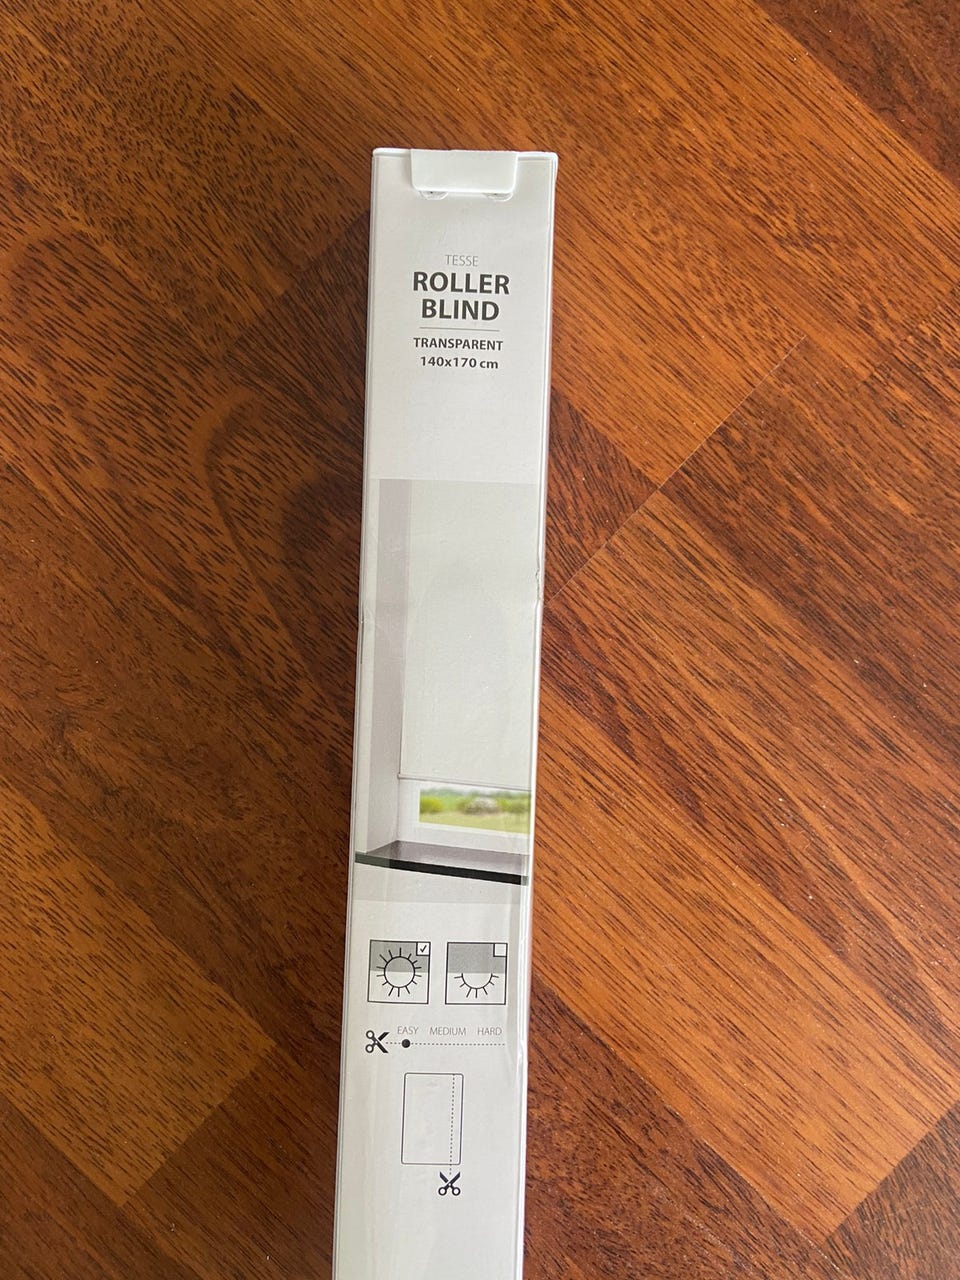 TESSE
ROLLER
BLIND
TRANSPARENT
140x170 cm
EASY MEDIUM HARD